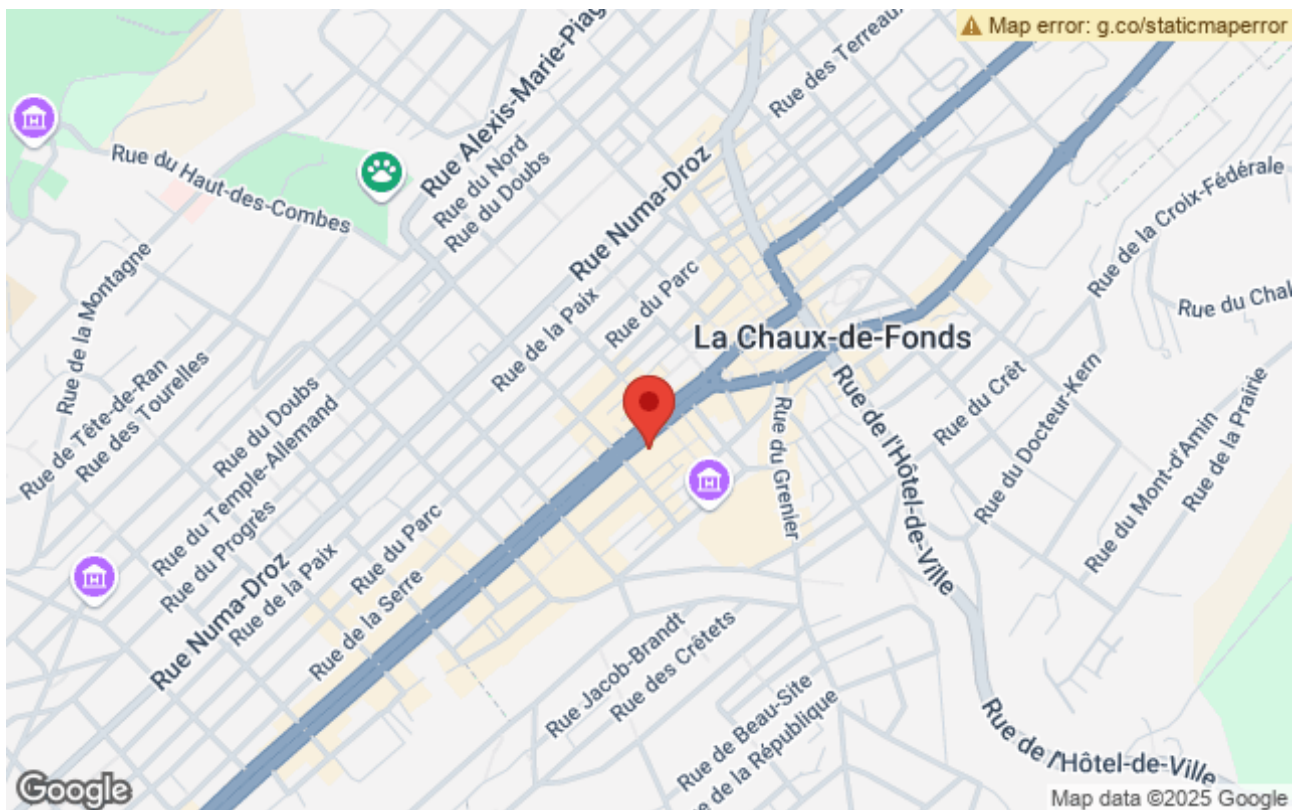 Map error: g.co/staticmaperror
Rue des Terreaux
Rue Alexis-Marie-Piag
Rue du Haut-des-Combes
Rue du Nord
Rue du Doubs
Rue Numa-Droz
Rue de la Croix-Fédérale
Rue de la Montagne
Rue de la Paix
Rue du Parc
Rue du Chal
La Chaux-de-Fonds
Rue de Tête-de-Ran
Rue des Tourelles
Rue du Doubs
Rue du Temple-Allemand
Rue du Progrès
Rue Numa-Droz
Rue de la Paix
Rue du Parc
Rue de la Serre
Rue du Grenier
Rue de l'Hôtel-de-Ville
Rue du Crêt
Rue du Docteur-Kern
Rue du Mont-d'Amin
Rue de la Prairie
Rue Jacob-Brandt
Rue des Crêtets
Rue de Beau-Site
e de la République
Rue de l'Hôtel-de-Ville
Google
Map data ©2025 Google